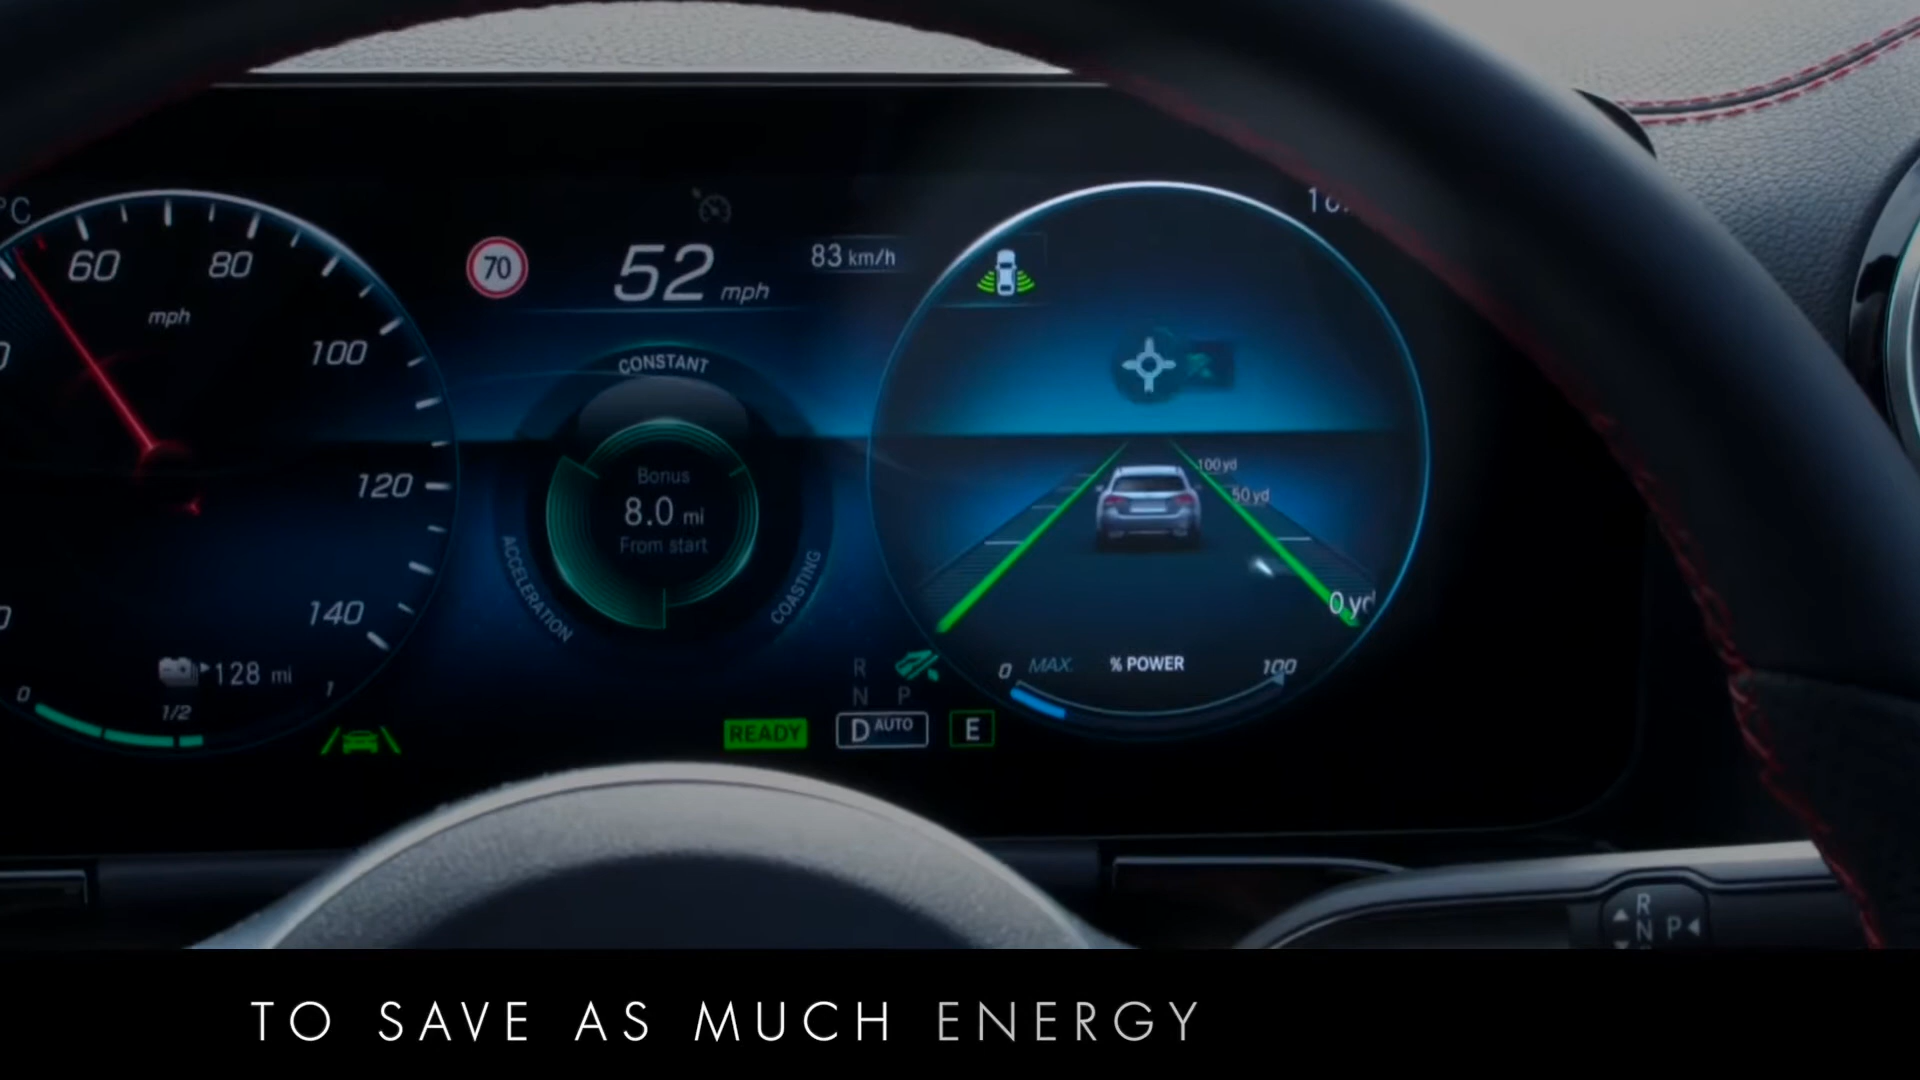 °C
60
80
mph
100
120
140
128 mi
0
1/2
1
70
52 mph
83 km/h
CONSTANT
Bonus
8.0 mi
From start
ACCELERATION
COASTING
R
N P
D AUTO
READY
E
100 yd
50 yd
0 yd
0 MAX. % POWER 100
R
N P
TO SAVE AS MUCH ENERGY